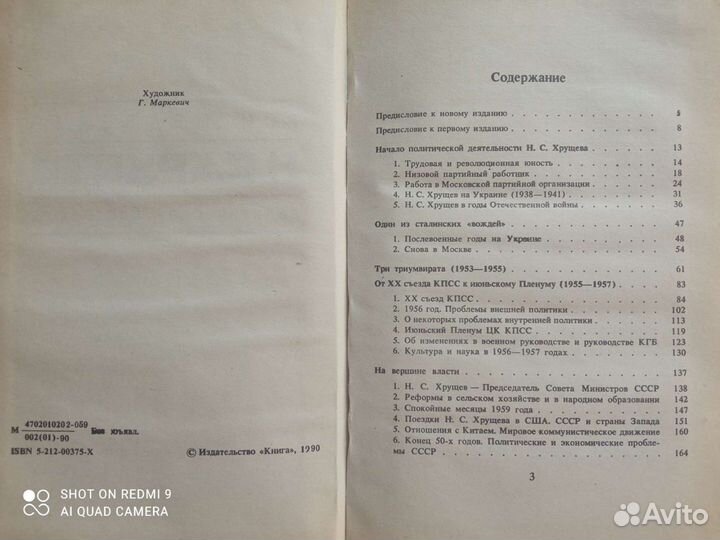 Художник
Г. Маркевич
М 4702010202-059
002(01)-90 Без объявл.
ISBN 5-212-00375-X
© Издательство «Книга», 1990
Содержание
Предисловие к новому изданию . . . . . . . . . . . . 5
Предисловие к первому изданию . . . . . . . . . . . . 8
Начало политической деятельности Н. С. Хрущева . . . . . . 13
1. Трудовая и революционная юность . . . . . . . . . 14
2. Низовой партийный работник . . . . . . . . . . . 18
3. Работа в Московской партийной организации . . . . . . 24
4. Н. С. Хрущев на Украине (1938—1941) . . . . . . . . 31
5. Н. С. Хрущев в годы Отечественной войны . . . . . . . 36
Один из сталинских «вождей» . . . . . . . . . . . . 47
1. Послевоенные годы на Украине . . . . . . . . . . 48
2. Снова в Москве . . . . . . . . . . . . . . . 54
Три триумвирата (1953—1955) . . . . . . . . . . . . 61
От XX съезда КПСС к июньскому Пленуму (1955—1957) . . . . 83
1. XX съезд КПСС . . . . . . . . . . . . . . . 84
2. 1956 год. Проблемы внешней политики . . . . . . . . 102
3. О некоторых проблемах внутренней политики . . . . . . 113
4. Июньский Пленум ЦК КПСС . . . . . . . . . . . 119
5. Об изменениях в военном руководстве и руководстве КГБ 123
6. Культура и наука в 1956—1957 годах . . . . . . . . . 130
На вершине власти . . . . . . . . . . . . . . . 137
1. Н. С. Хрущев — Председатель Совета Министров СССР 138
2. Реформы в сельском хозяйстве и в народном образовании 142
3. Спокойные месяцы 1959 года . . . . . . . . . . . 147
4. Поездки Н. С. Хрущева в США. СССР и страны Запада 151
5. Отношения с Китаем. Мировое коммунистическое движение 160
6. Конец 50-х годов. Политические и экономические пробле-
мы СССР . . . . . . . . . . . . . . . . . 164
3
SHOT ON REDMI 9
AI QUAD CAMERA
Avito